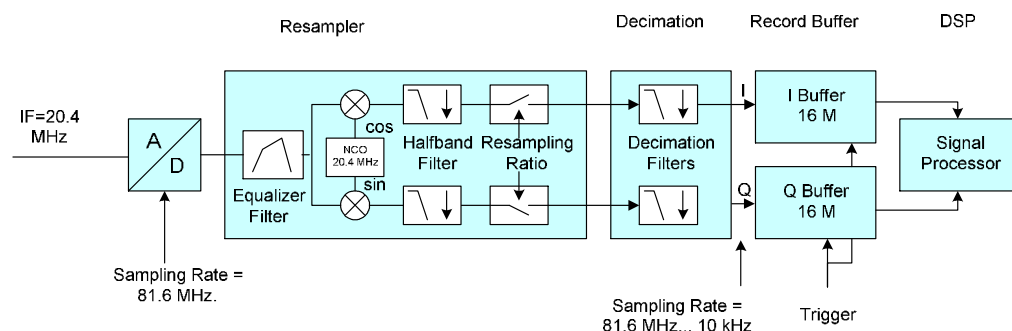 Resampler
Decimation
Record Buffer
DSP
IF=20.4
MHz
A
D
Equalizer
Filter
cos
NCO
20.4 MHz
sin
Halfband
Filter
Resampling
Ratio
Decimation
Filters
I
Q
I Buffer
16 M
Q Buffer
16 M
Signal
Processor
Sampling Rate =
81.6 MHz.
Sampling Rate =
81.6 MHz... 10 kHz
Trigger